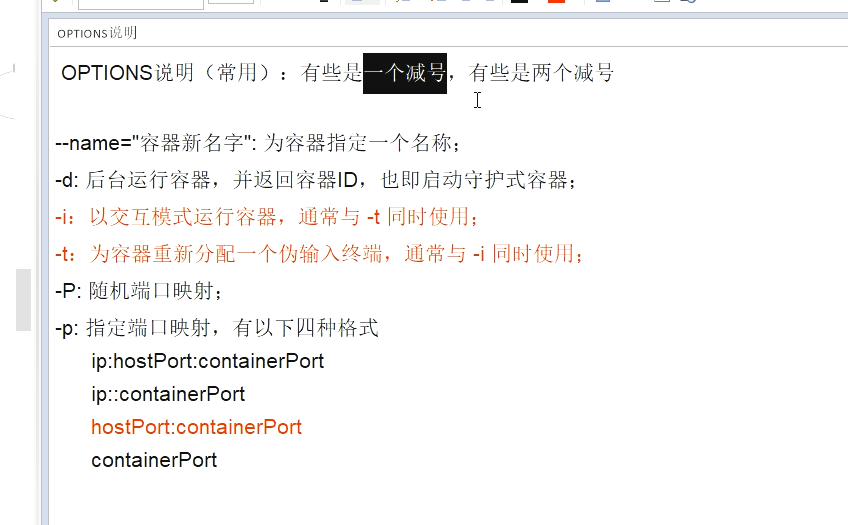 OPTIONS说明
OPTIONS说明（常用）：有些是一个减号，有些是两个减号
--name="容器新名字": 为容器指定一个名称；
-d: 后台运行容器，并返回容器ID，也即启动守护式容器；
-i：以交互模式运行容器，通常与 -t 同时使用；
-t：为容器重新分配一个伪输入终端，通常与 -i 同时使用；
-P: 随机端口映射；
-p: 指定端口映射，有以下四种格式
ip:hostPort:containerPort
ip::containerPort
hostPort:containerPort
containerPort